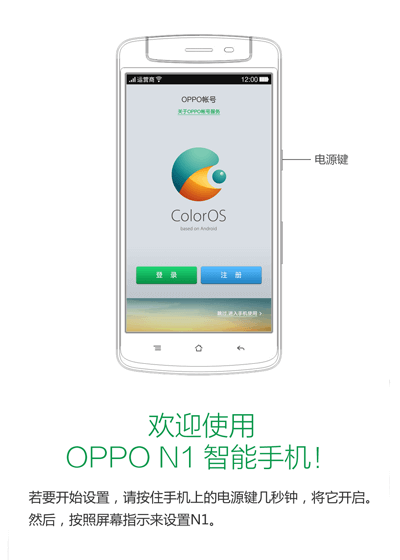 运营商
12:00
OPPO帐号
关于OPPO帐号服务
电源键
ColorOS
based on Android
登 录
注 册
跳过 进入手机使用
欢迎使用
OPPO N1 智能手机！
若要开始设置，请按住手机上的电源键几秒钟，将它开启。
然后，按照屏幕指示来设置N1。